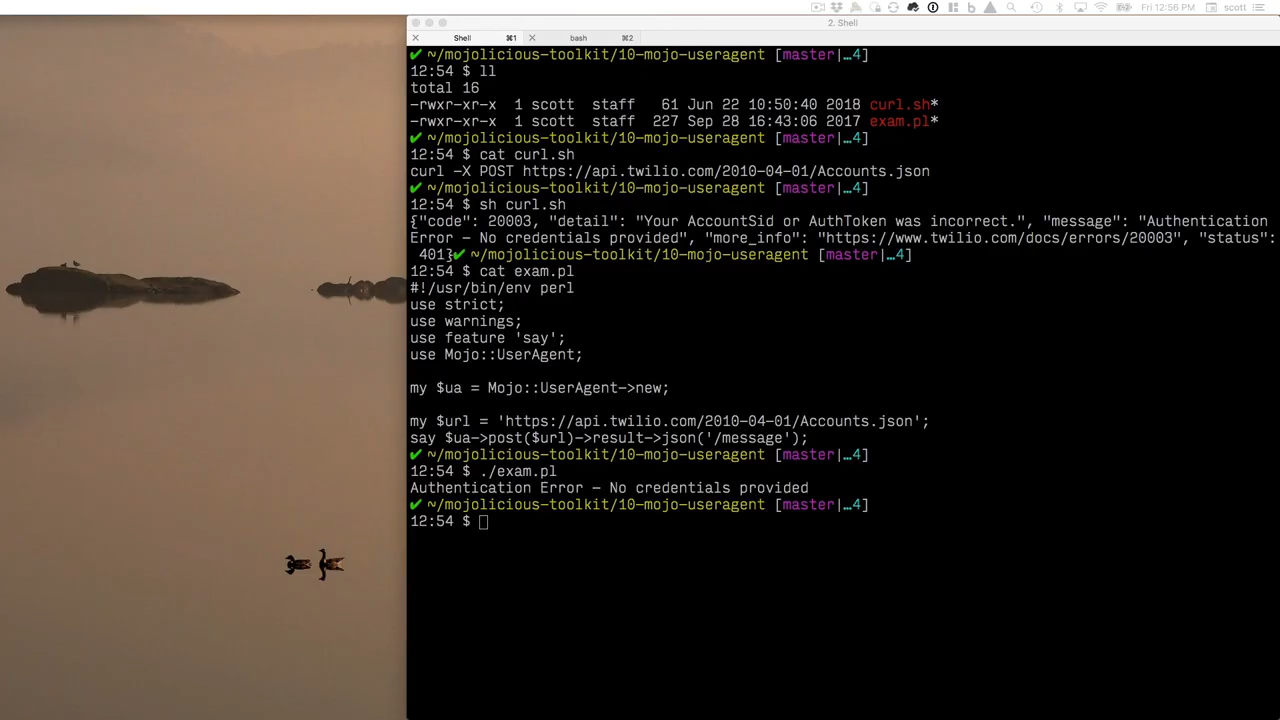 Fri 12:56 PM scott
2. Shell
Shell ⌘1 bash ⌘2
✔ ~/mojolicious-toolkit/10-mojo-useragent [master|…4]
12:54 $ ll
total 16
-rwxr-xr-x 1 scott staff 61 Jun 22 10:50:40 2018 curl.sh*
-rwxr-xr-x 1 scott staff 227 Sep 28 16:43:06 2017 exam.pl*
✔ ~/mojolicious-toolkit/10-mojo-useragent [master|…4]
12:54 $ cat curl.sh
curl -X POST https://api.twilio.com/2010-04-01/Accounts.json
✔ ~/mojolicious-toolkit/10-mojo-useragent [master|…4]
12:54 $ sh curl.sh
{"code": 20003, "detail": "Your AccountSid or AuthToken was incorrect.", "message": "Authentication
Error - No credentials provided", "more_info": "https://www.twilio.com/docs/errors/20003", "status":
401}✔ ~/mojolicious-toolkit/10-mojo-useragent [master|…4]
12:54 $ cat exam.pl
#!/usr/bin/env perl
use strict;
use warnings;
use feature 'say';
use Mojo::UserAgent;
my $ua = Mojo::UserAgent->new;
my $url = 'https://api.twilio.com/2010-04-01/Accounts.json';
say $ua->post($url)->result->json('/message');
✔ ~/mojolicious-toolkit/10-mojo-useragent [master|…4]
12:54 $ ./exam.pl
Authentication Error - No credentials provided
✔ ~/mojolicious-toolkit/10-mojo-useragent [master|…4]
12:54 $